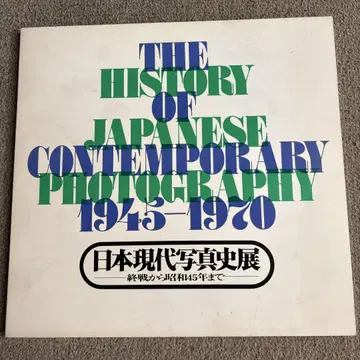 THE
HISTORY
OF
JAPANESE
CONTEMPORARY
PHOTOGRAPHY
1945–1970
日本現代写真史展
終戦から昭和45年まで